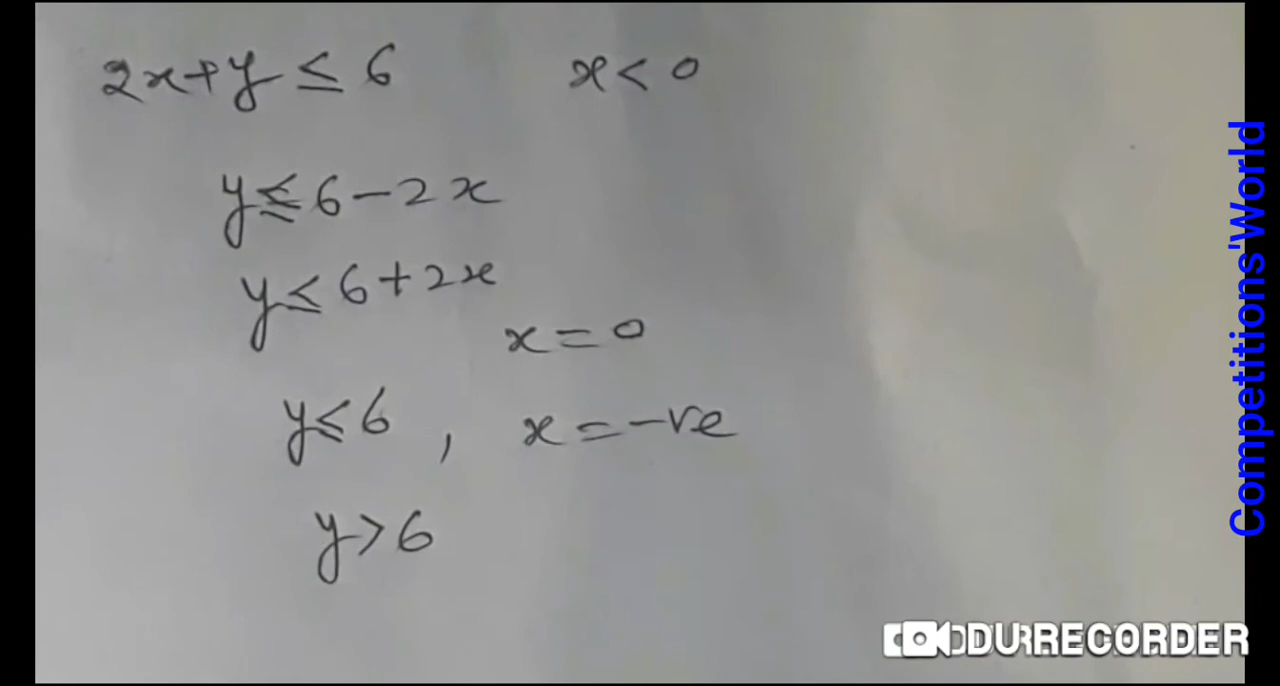 2x+y ≤ 6 x < 0
y ≤ 6-2x
y ≤ 6+2x
x = 0
y ≤ 6 , x = -ve
y > 6
Competitions'World
DU RECORDER